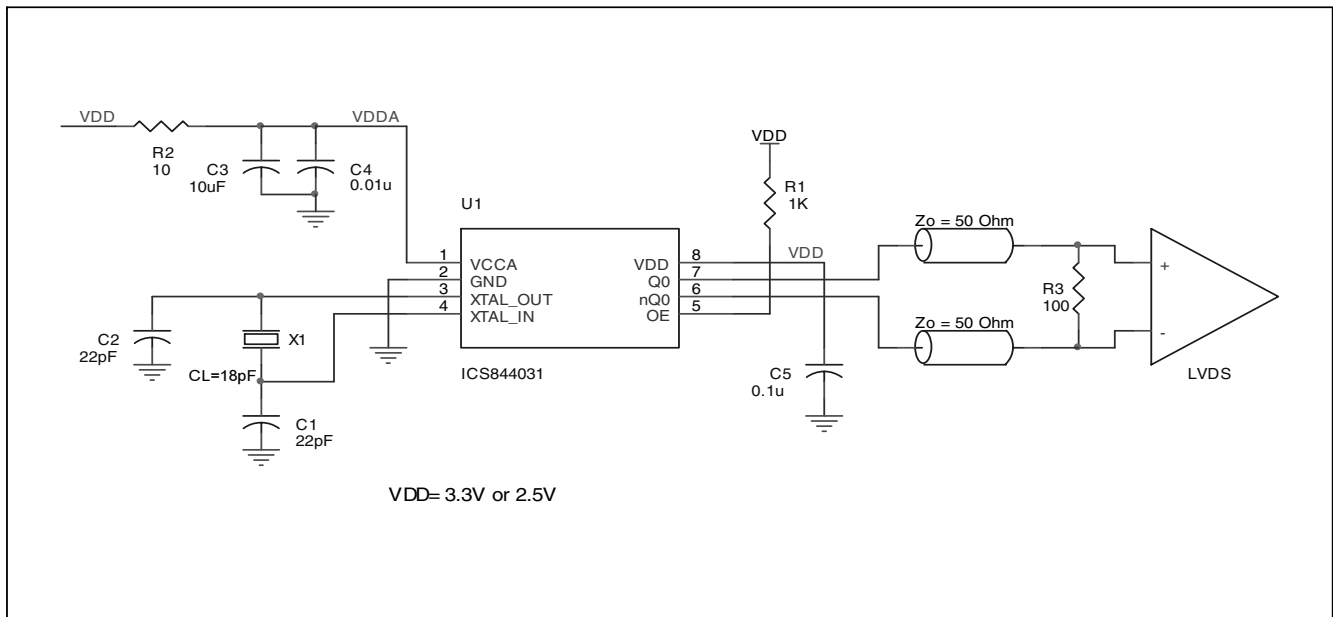 VDD
VDDA
R2
10
C3
10uF
C4
0.01u
VDD
R1
1K
U1
1
2
3
4
VCCA
GND
XTAL_OUT
XTAL_IN
VDD
Q0
nQ0
OE
8
7
6
5
VDD
ICS844031
C2
22pF
X1
CL=18pF
C1
22pF
C5
0.1u
Zo = 50 Ohm
Zo = 50 Ohm
R3
100
+
-
LVDS
VDD= 3.3V or 2.5V